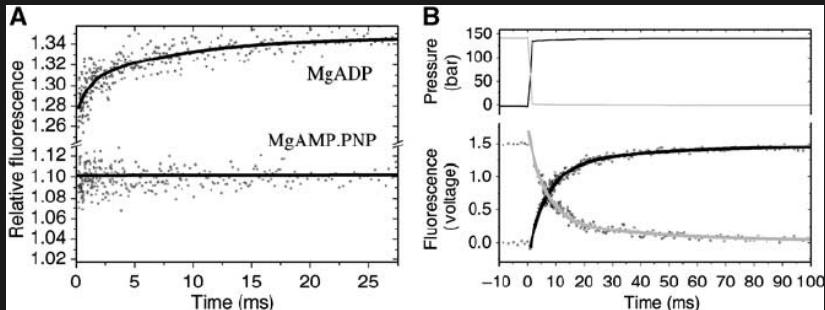 A
Relative fluorescence
1.34
1.32
1.30
1.28
1.26
1.12
1.10
1.08
1.06
1.04
1.02
MgADP
MgAMP.PNP
0 5 10 15 20 25
Time (ms)
B
Pressure
(bar)
150
100
50
0
Fluorescence
(voltage)
1.5
1.0
0.5
0.0
−10 0 10 20 30 40 50 60 70 80 90 100
Time (ms)